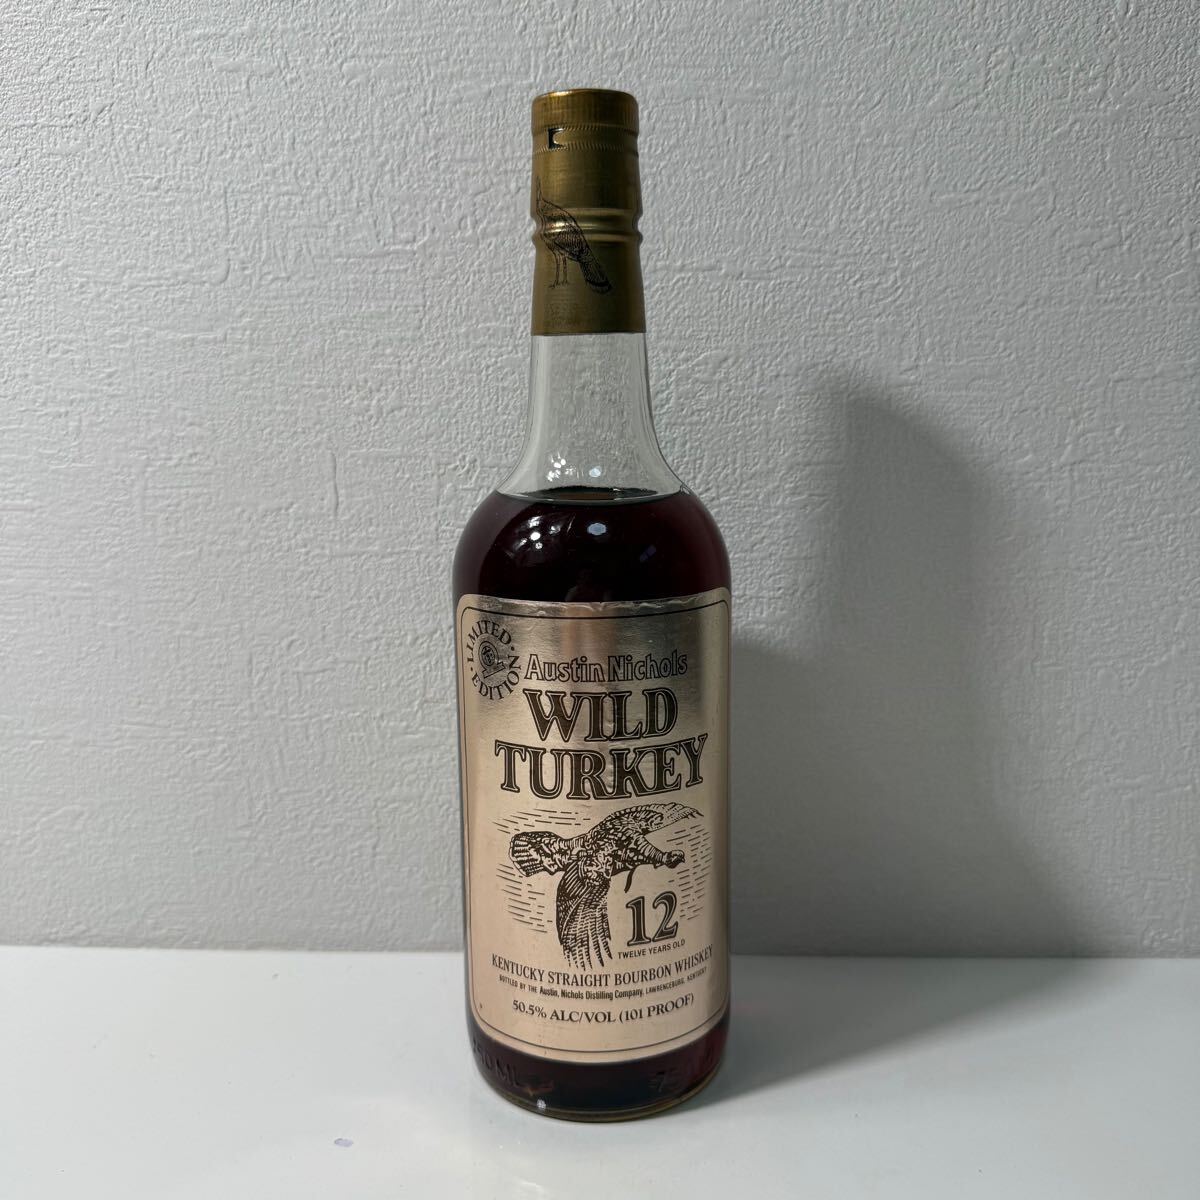 LIMITED
EDITION
Austin Nichols
WILD
TURKEY
12
TWELVE YEARS OLD
KENTUCKY STRAIGHT BOURBON WHISKEY
BOTTLED BY THE Austin, Nichols Distilling Company, LAWRENCEBURG, KENTUCKY
50.5% ALC/VOL (101 PROOF)